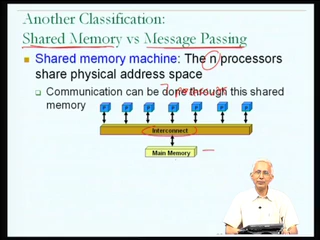 Another Classification:
Shared Memory vs Message Passing
Shared memory machine: The n processors
share physical address space
Communication can be done through this shared
memory
Interconnect
Main Memory